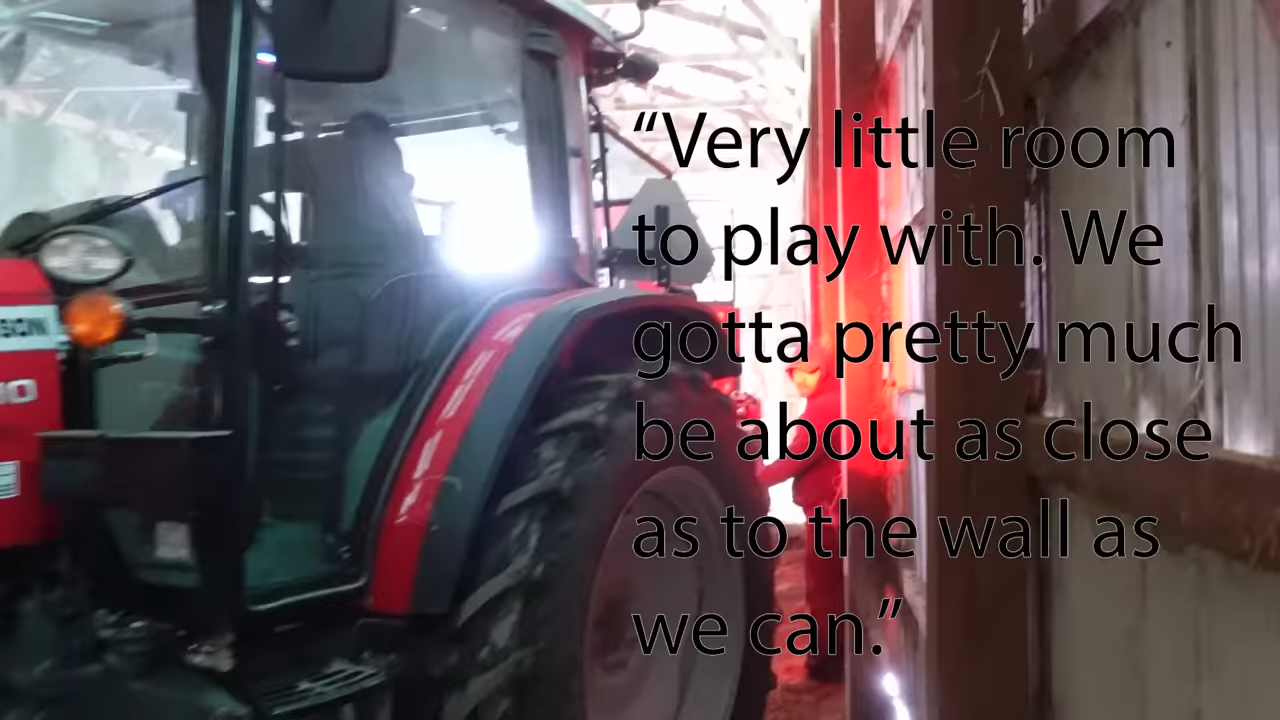 “Very little room
to play with. We
gotta pretty much
be about as close
as to the wall as
we can.”